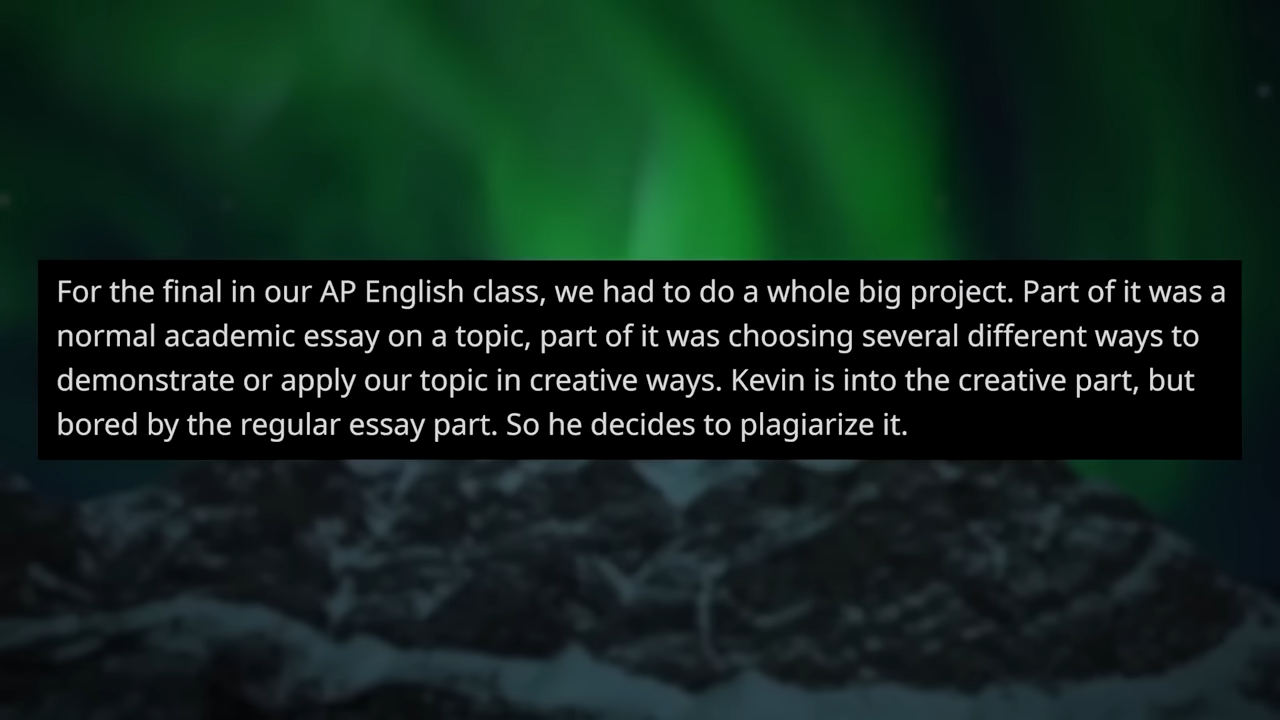 For the final in our AP English class, we had to do a whole big project. Part of it was a
normal academic essay on a topic, part of it was choosing several different ways to
demonstrate or apply our topic in creative ways. Kevin is into the creative part, but
bored by the regular essay part. So he decides to plagiarize it.